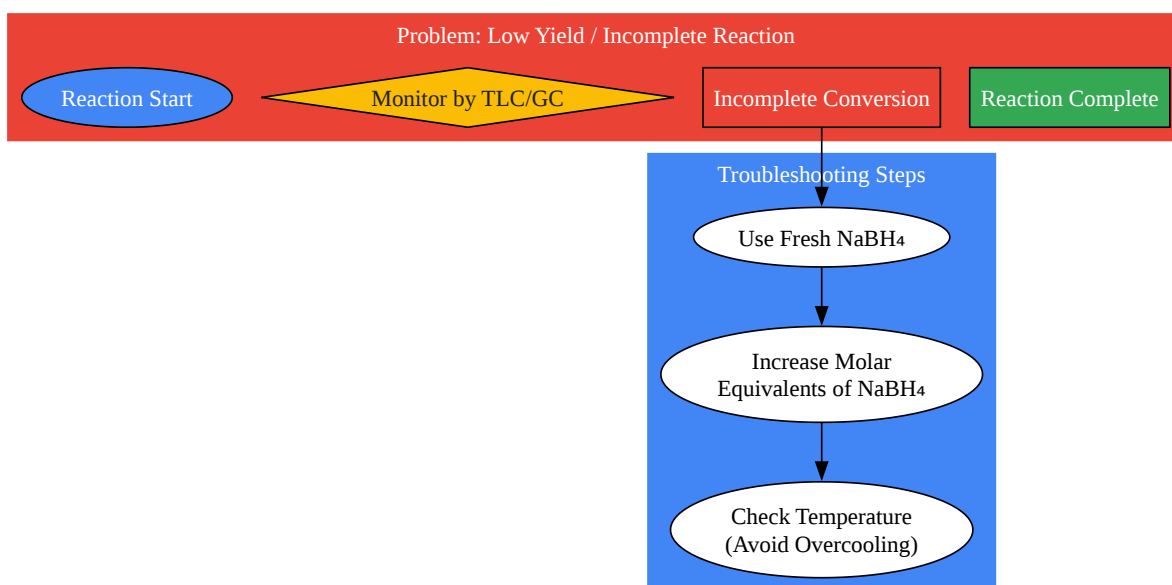 Problem: Low Yield / Incomplete Reaction
Reaction Start
Monitor by TLC/GC
Incomplete Conversion
Reaction Complete
Troubleshooting Steps
Use Fresh NaBH₄
Increase Molar
Equivalents of NaBH₄
Check Temperature
(Avoid Overcooling)